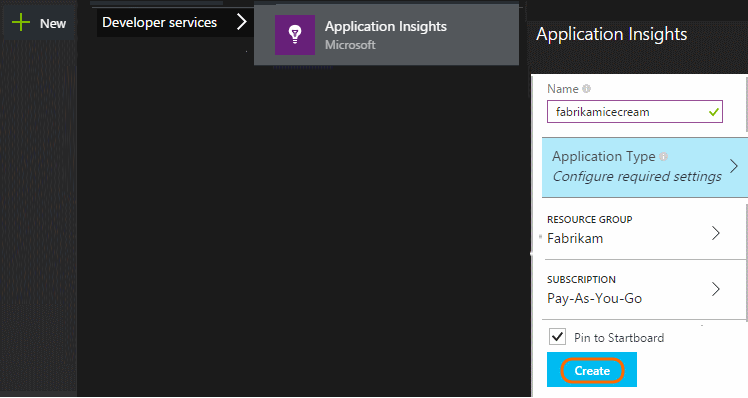 New
Developer services
Application Insights
Microsoft
Application Insights
Name
fabrikamicecream
Application Type
Configure required settings
RESOURCE GROUP
Fabrikam
SUBSCRIPTION
Pay-As-You-Go
Pin to Startboard
Create